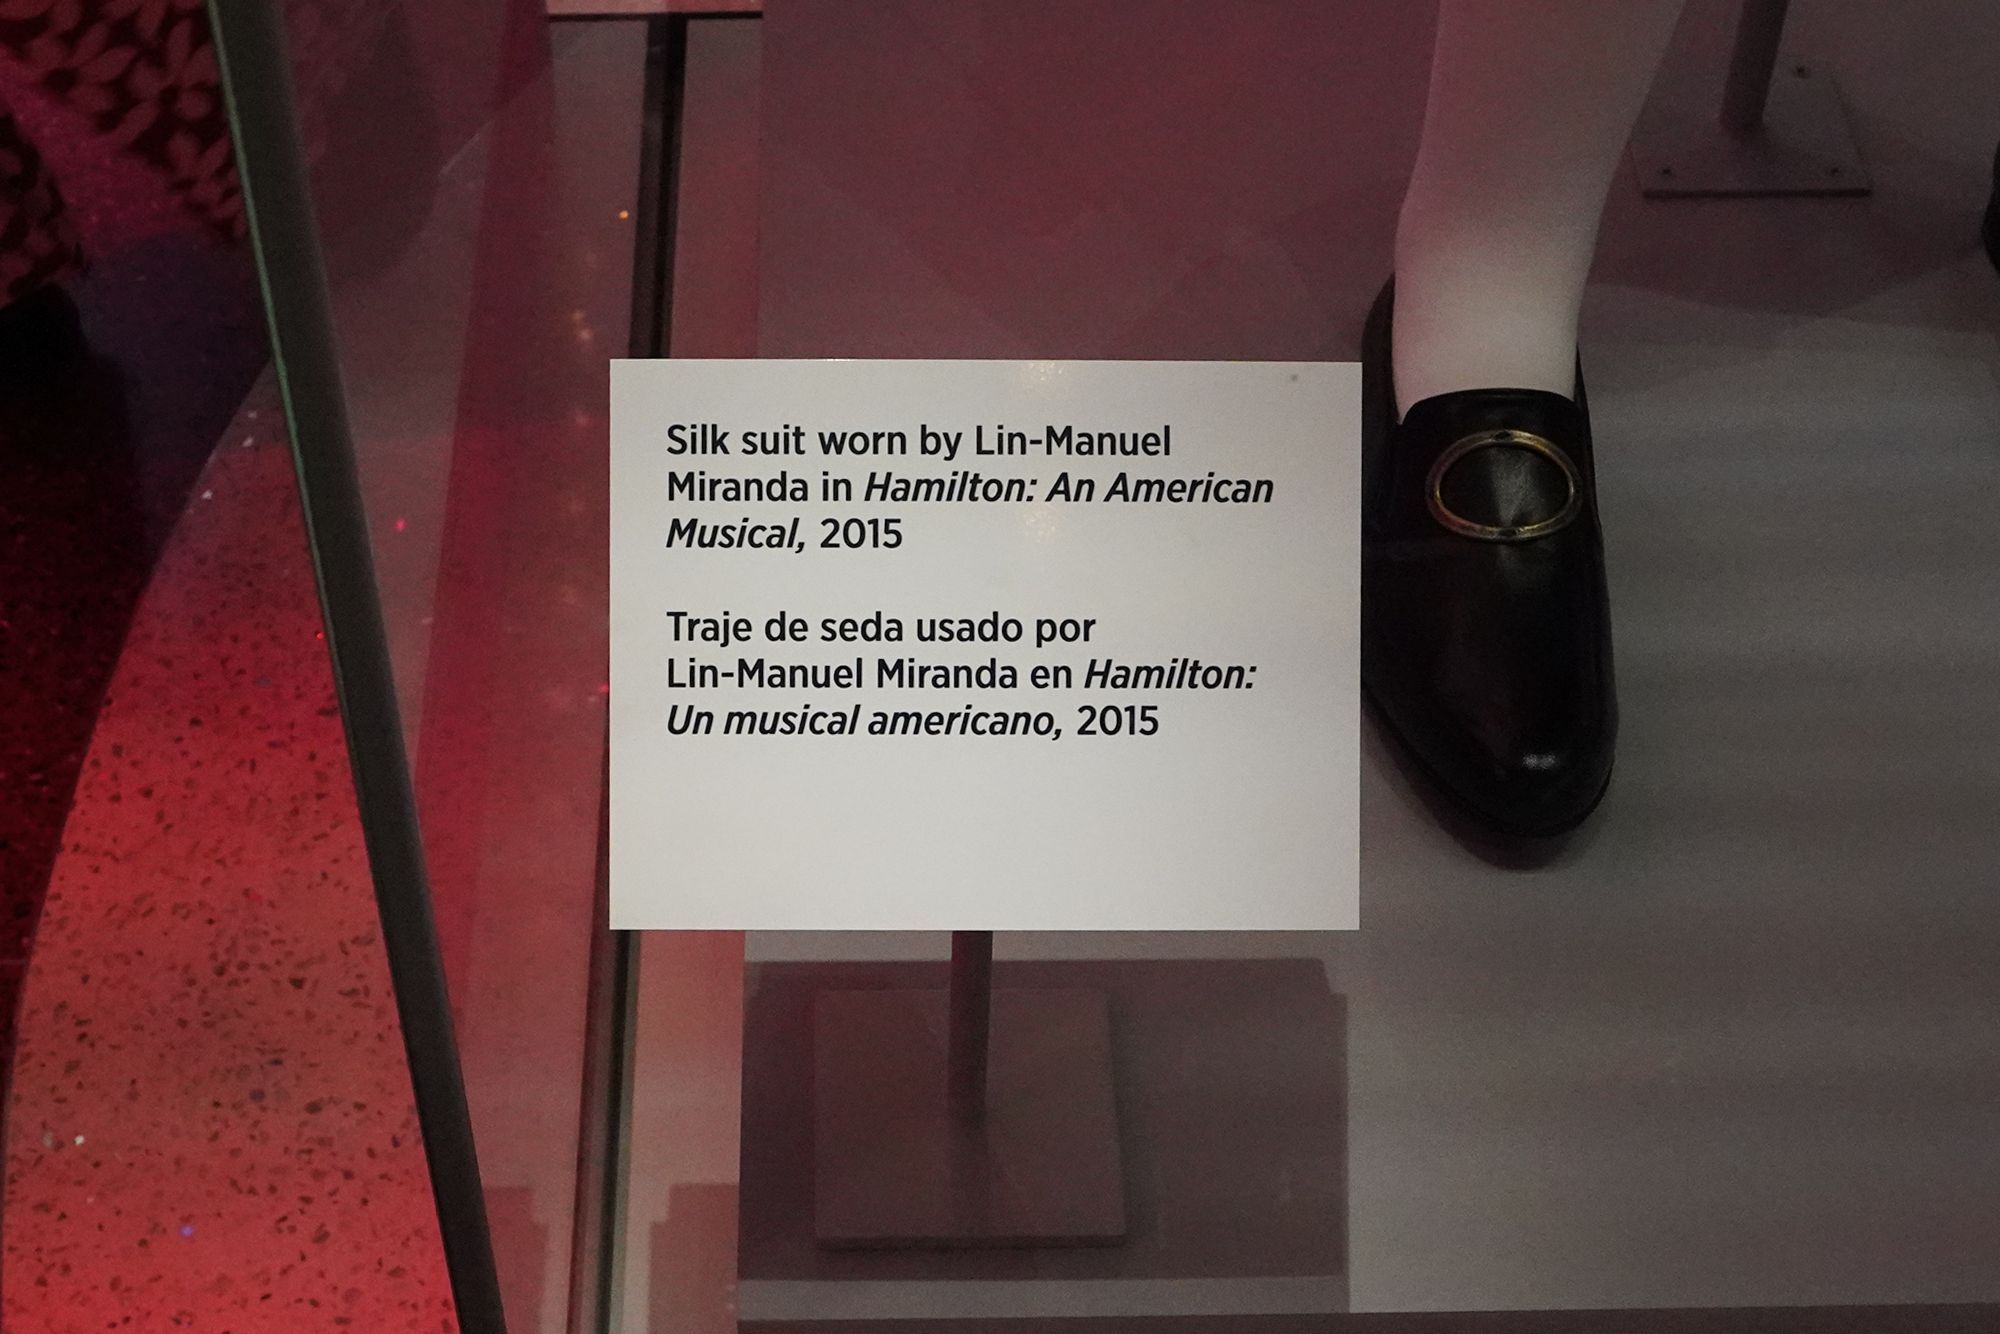 Silk suit worn by Lin-Manuel
Miranda in Hamilton: An American
Musical, 2015
Traje de seda usado por
Lin-Manuel Miranda en Hamilton:
Un musical americano, 2015